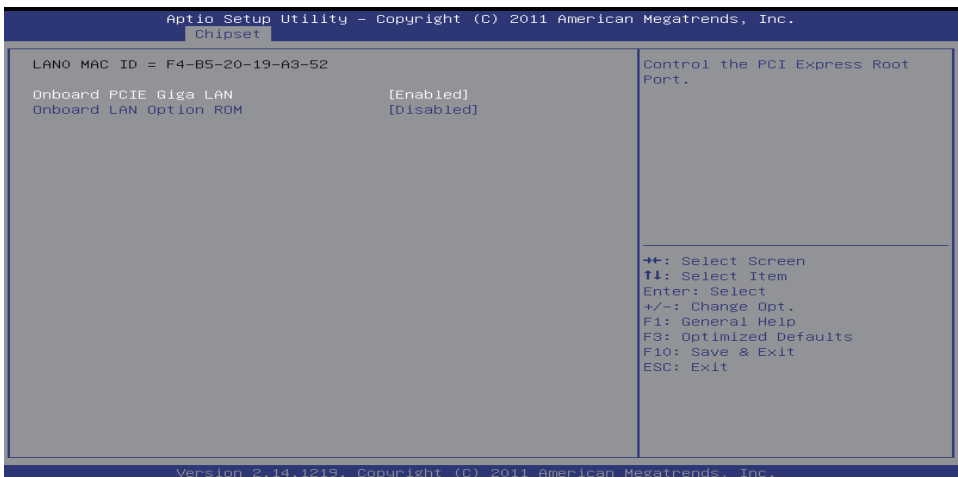 Aptio Setup Utility – Copyright (C) 2011 American Megatrends, Inc.
Chipset
LAN0 MAC ID = F4-B5-20-19-A3-52
Onboard PCIE Giga LAN [Enabled]
Onboard LAN Option ROM [Disabled]
Control the PCI Express Root
Port.
→←: Select Screen
↑↓: Select Item
Enter: Select
+/-: Change Opt.
F1: General Help
F3: Optimized Defaults
F10: Save & Exit
ESC: Exit
Version 2.14.1219. Copyright (C) 2011 American Megatrends, Inc.